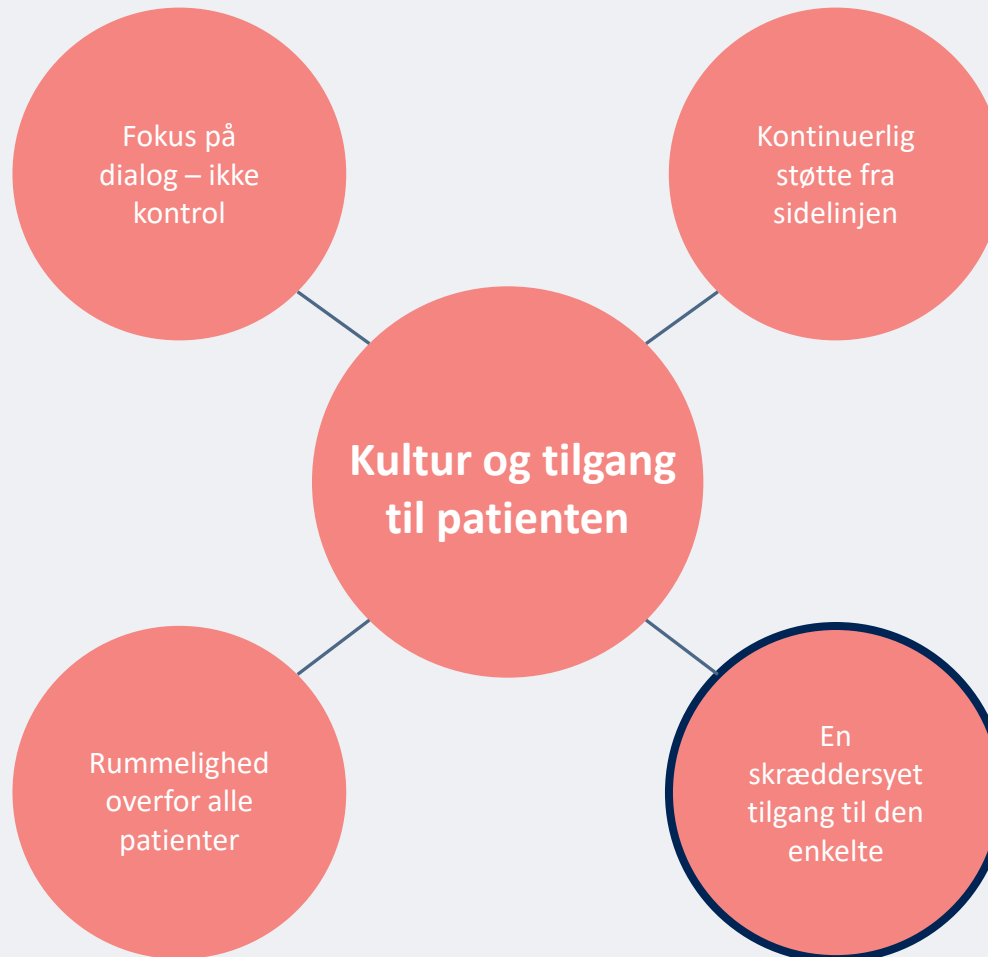 Fokus på
dialog – ikke
kontrol
Kontinuerlig
støtte fra
sidelinjen
Kultur og tilgang
til patienten
Rummelighed
overfor alle
patienter
En
skræddersyet
tilgang til den
enkelte